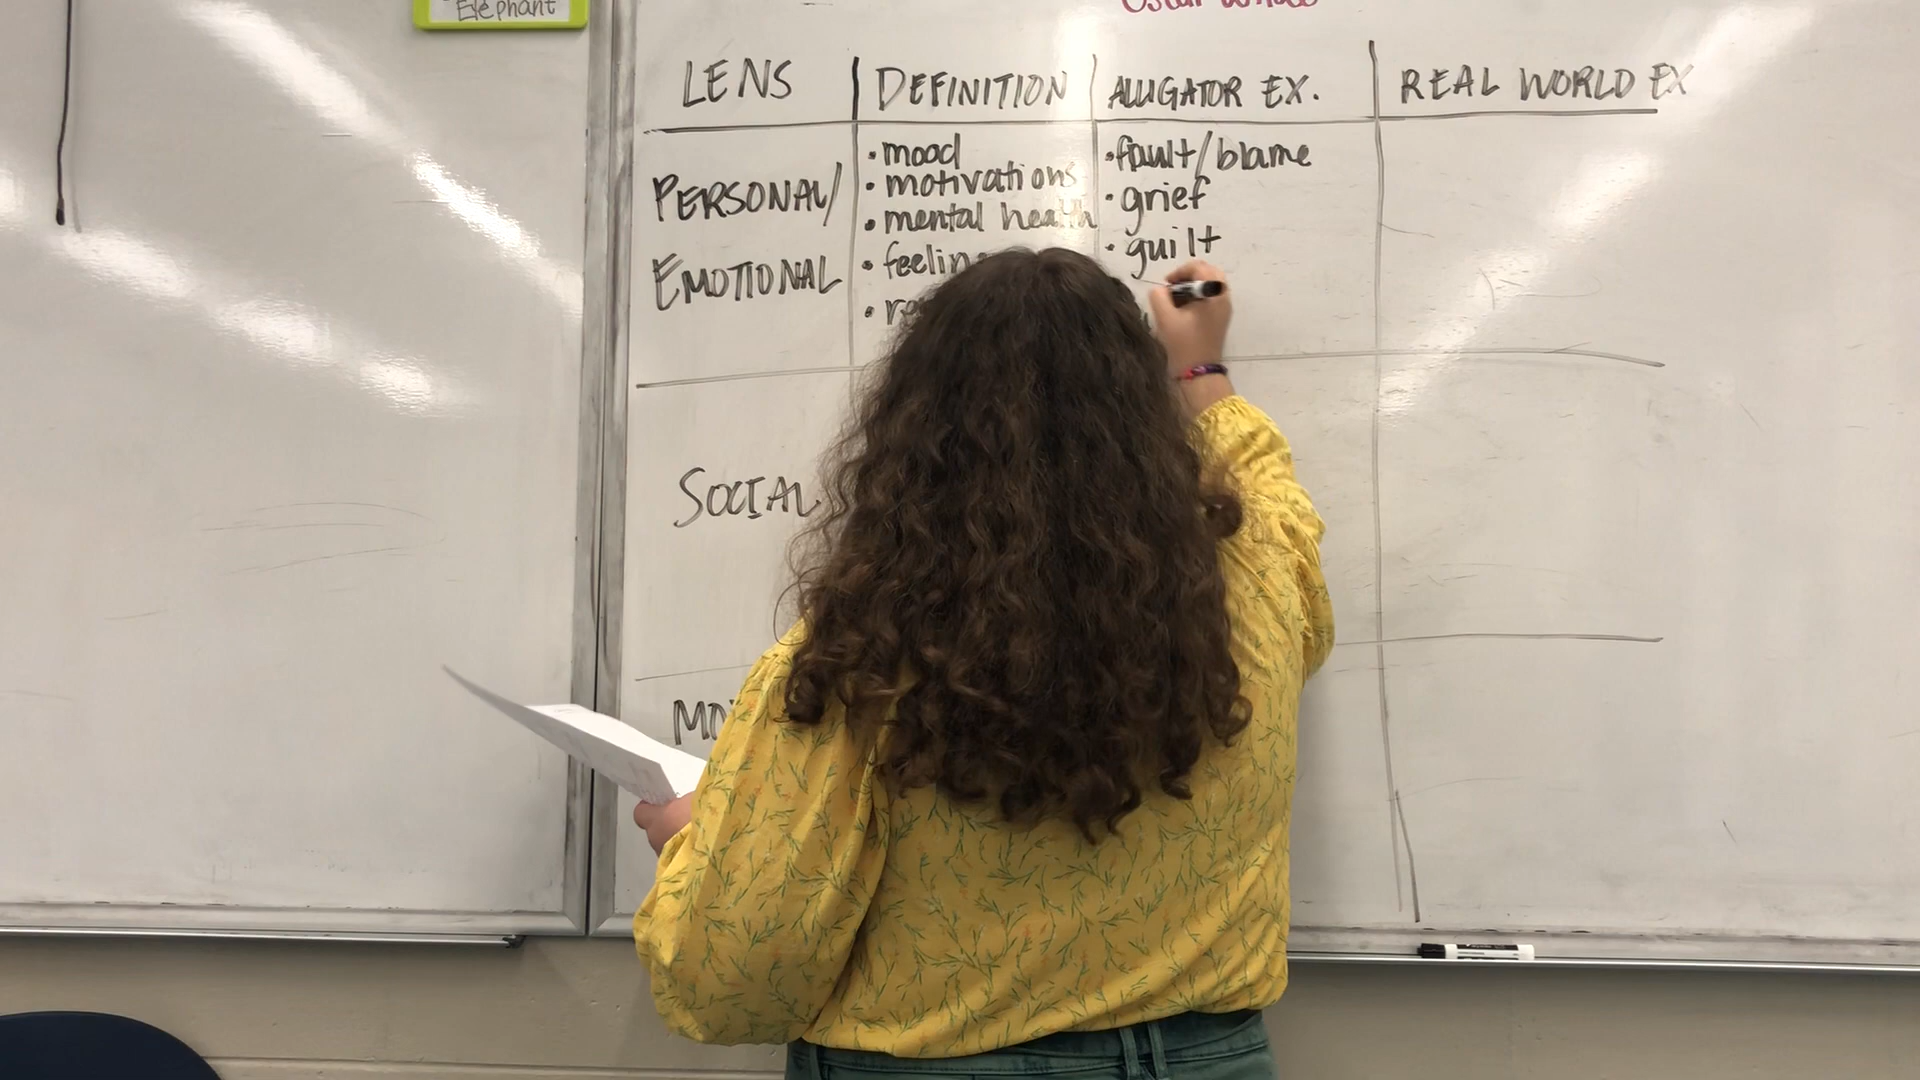 Elephant
LENS DEFINITION ALLIGATOR EX. REAL WORLD EX
PERSONAL/
EMOTIONAL
• mood
• motivations
• mental health
• fault/blame
• grief
• guilt
SOCIAL